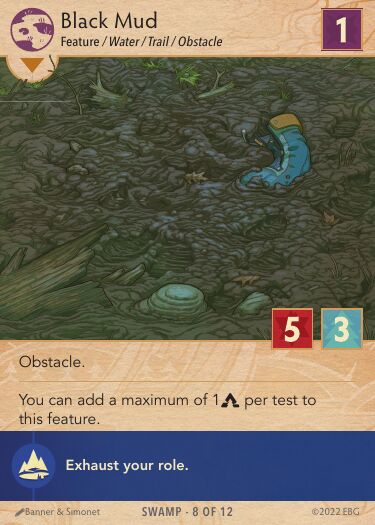 Black Mud
1
Feature / Water / Trail / Obstacle
5
3
Obstacle.
You can add a maximum of 1 per test to
this feature.
Exhaust your role.
Banner & Simonet
SWAMP - 8 OF 12
©2022 EBG